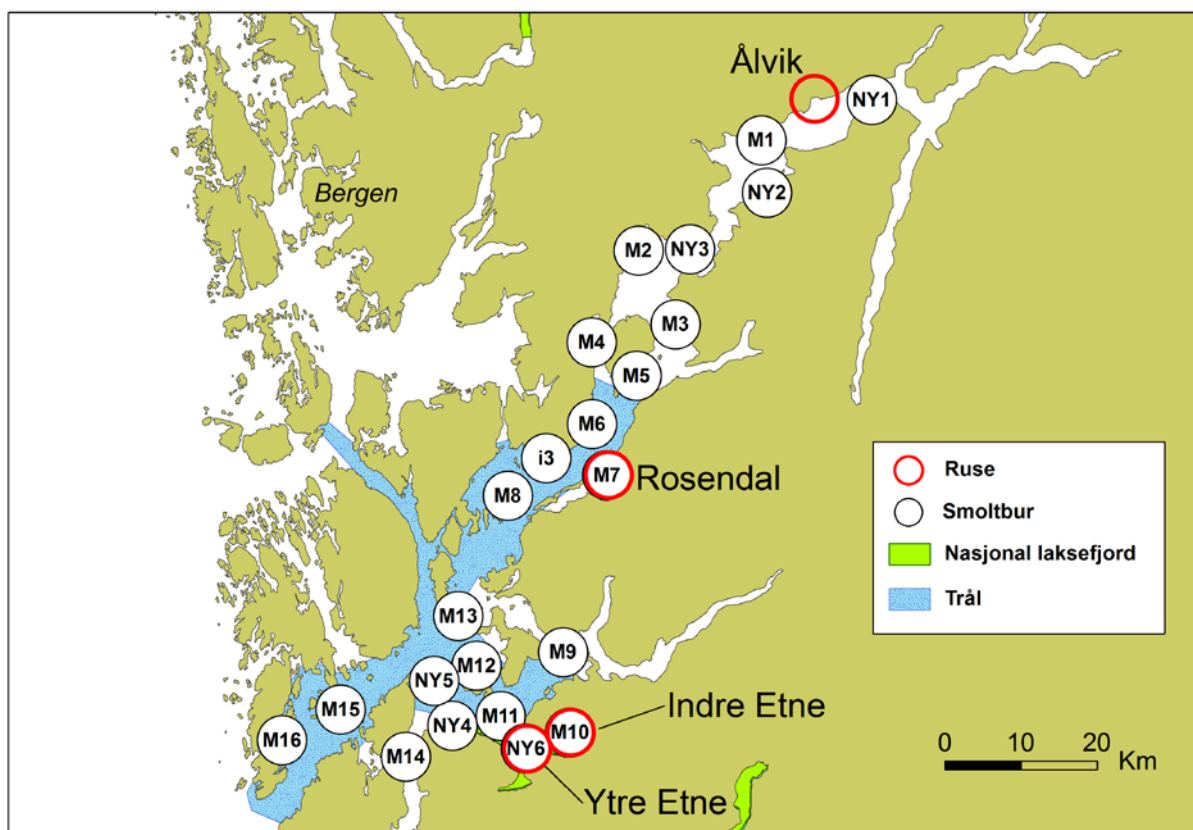 Ålvik
NY1
M1
NY2
Bergen
M2
NY3
M3
M4
M5
M6
i3
M7
Rosendal
M8
Ruse
Smoltbur
Nasjonal laksefjord
Trål
M13
M9
M12
NY5
Indre Etne
M15
M11
NY4
M10
M16
NY6
M14
0 10 20 Km
Ytre Etne